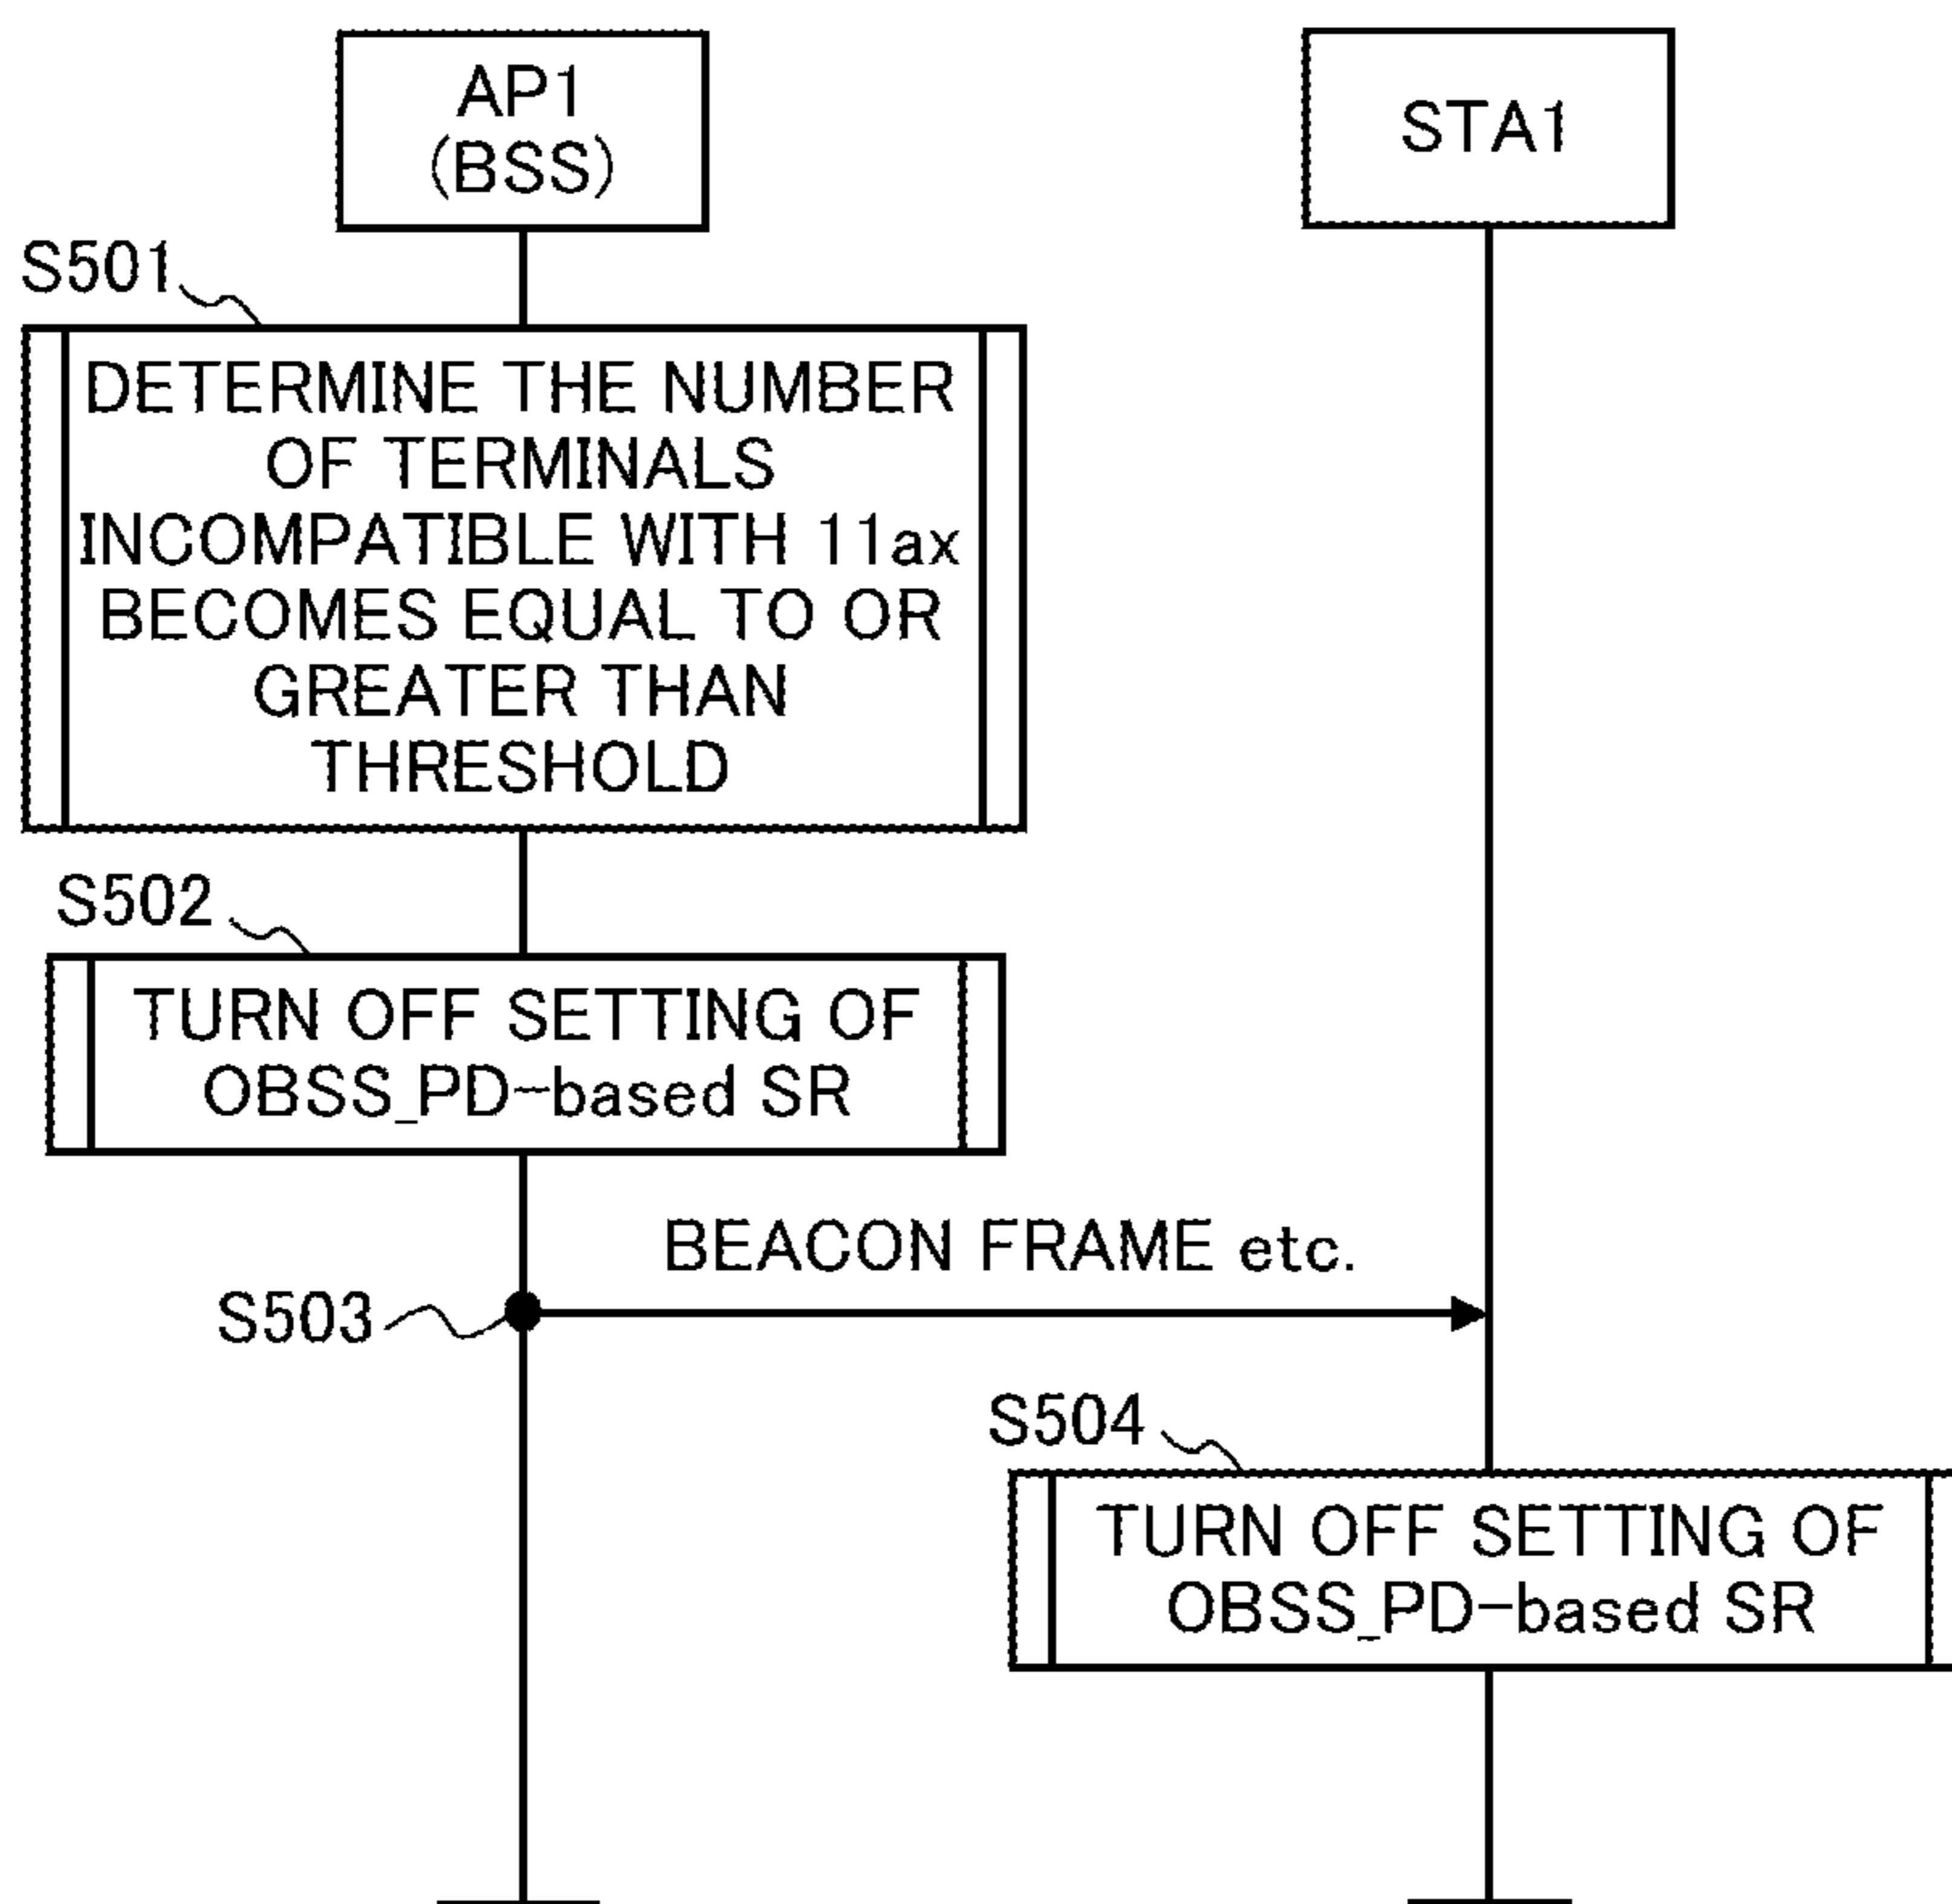 AP1
(BSS)
STA1
S501
DETERMINE THE NUMBER
OF TERMINALS
INCOMPATIBLE WITH 11ax
BECOMES EQUAL TO OR
GREATER THAN
THRESHOLD
S502
TURN OFF SETTING OF
OBSS_PD-based SR
BEACON FRAME etc.
S503
S504
TURN OFF SETTING OF
OBSS_PD-based SR